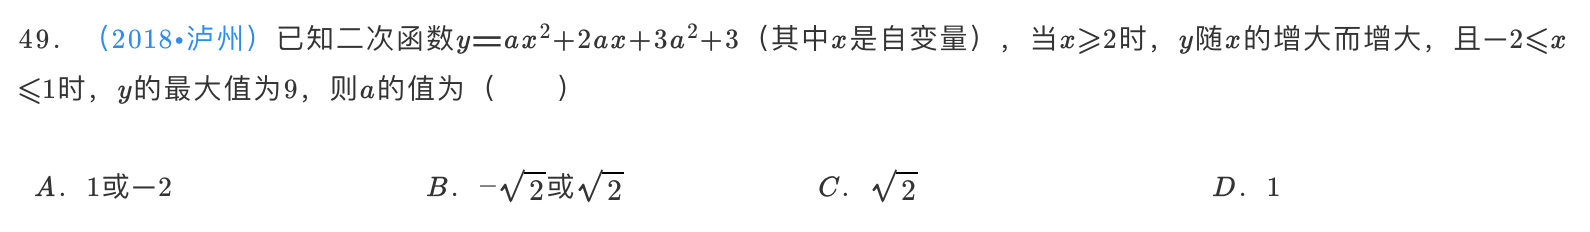 49. （2018•泸州）已知二次函数y=ax²+2ax+3a²+3（其中x是自变量），当x⩾2时，y随x的增大而增大，且−2⩽x
⩽1时，y的最大值为9，则a的值为（　　）
A. 1或−2　B. −√2或√2　C. √2　D. 1